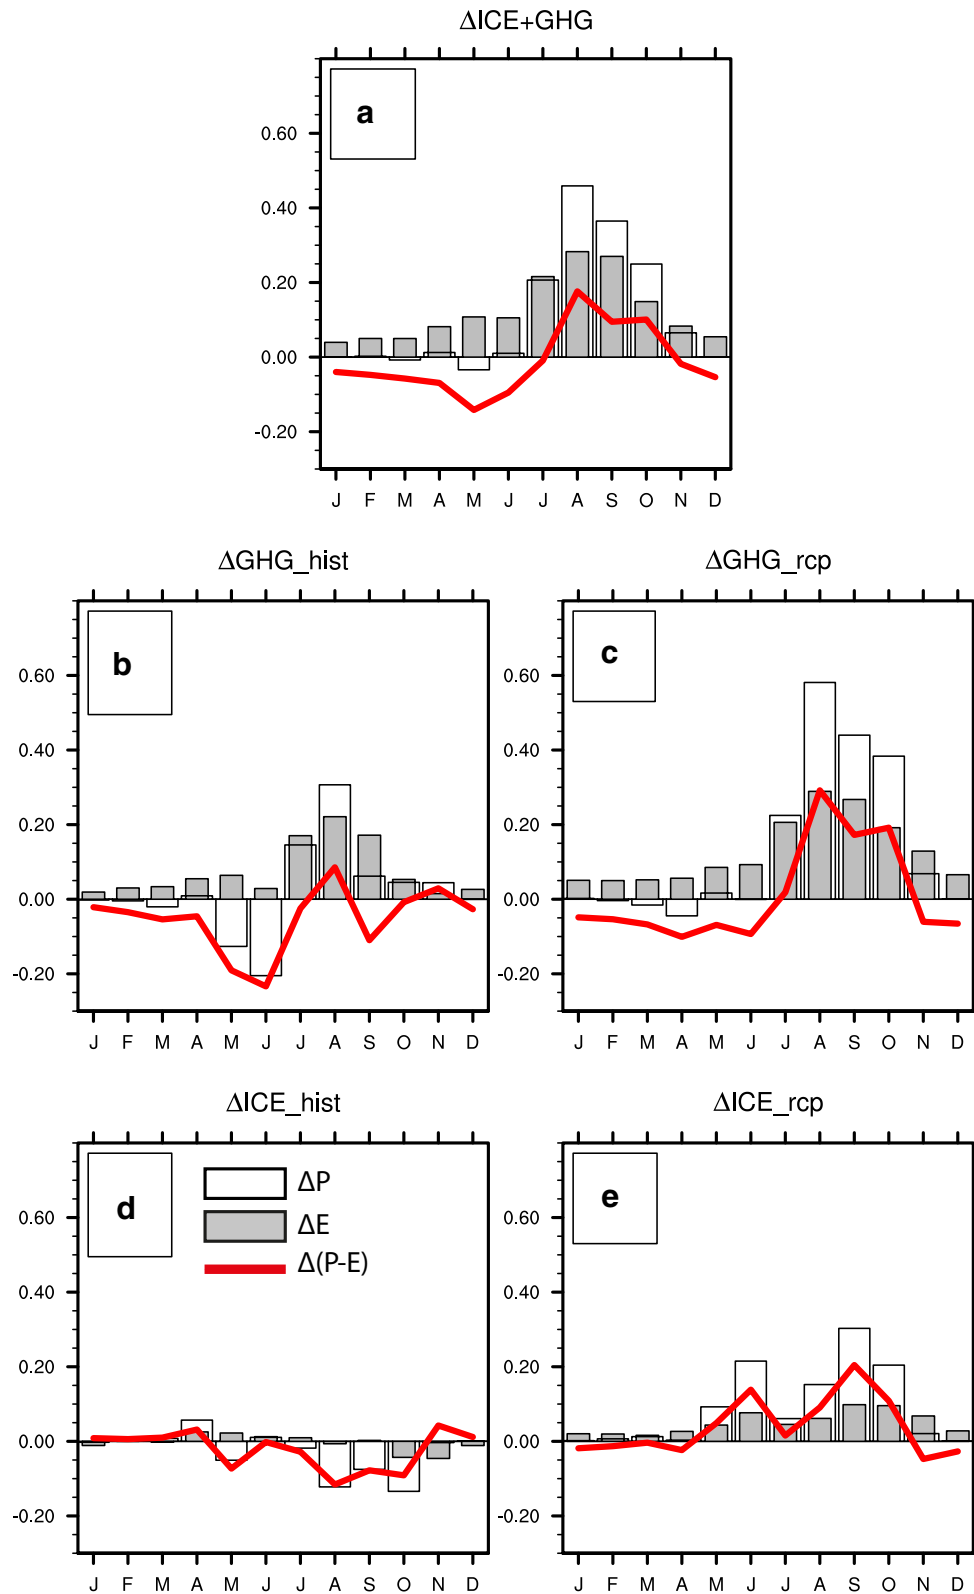 ΔICE+GHG
a
0.60
0.40
0.20
0.00
-0.20
J F M A M J J A S O N D
ΔGHG_hist
b
0.60
0.40
0.20
0.00
-0.20
J F M A M J J A S O N D
ΔGHG_rcp
c
0.60
0.40
0.20
0.00
-0.20
J F M A M J J A S O N D
ΔICE_hist
d
ΔP
ΔE
Δ(P-E)
0.60
0.40
0.20
0.00
-0.20
J F M A M J J A S O N D
ΔICE_rcp
e
0.60
0.40
0.20
0.00
-0.20
J F M A M J J A S O N D